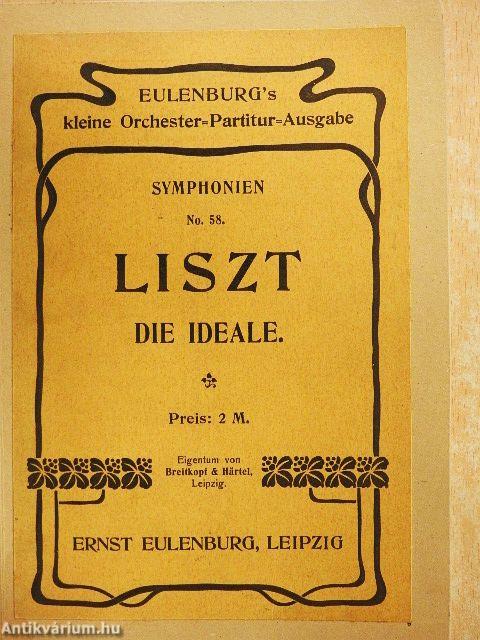 EULENBURG's
kleine Orchester=Partitur=Ausgabe
SYMPHONIEN
No. 58.
LISZT
DIE IDEALE.
Preis: 2 M.
Eigentum von
Breitkopf & Härtel,
Leipzig.
ERNST EULENBURG, LEIPZIG
Antikvárium.hu